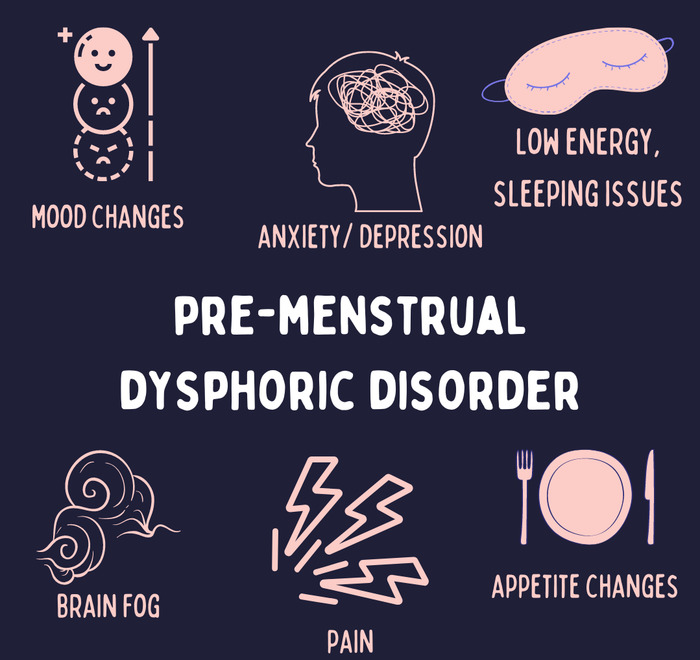 LOW ENERGY,
SLEEPING ISSUES
MOOD CHANGES
ANXIETY/ DEPRESSION
PRE-MENSTRUAL
DYSPHORIC DISORDER
BRAIN FOG
PAIN
APPETITE CHANGES